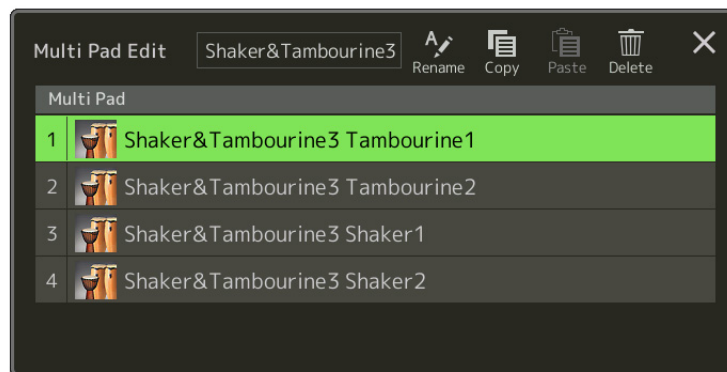 Multi Pad Edit
Shaker&Tambourine3
Rename
Copy
Paste
Delete
Multi Pad
1 Shaker&Tambourine3 Tambourine1
2 Shaker&Tambourine3 Tambourine2
3 Shaker&Tambourine3 Shaker1
4 Shaker&Tambourine3 Shaker2